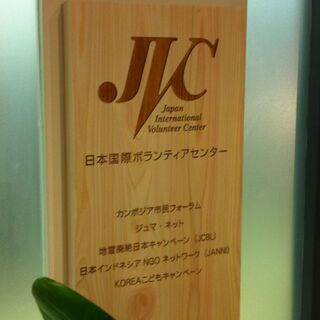 JVC
Japan
International
Volunteer Center
日本国際ボランティアセンター
カンボジア市民フォーラム
ジュマ・ネット
地雷廃絶日本キャンペーン（JCBL）
日本インドネシア NGO ネットワーク（JANNI）
KOREAこどもキャンペーン